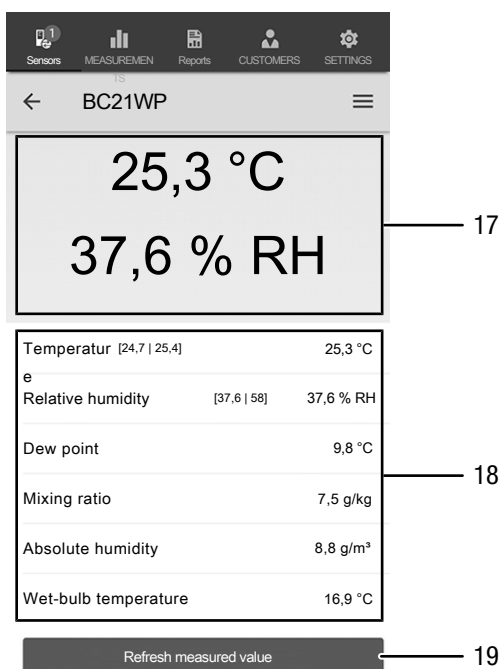 1
Sensors MEASUREMEN Reports CUSTOMERS SETTINGS
TS
BC21WP
25,3 °C
37,6 % RH
17
Temperatur [24,7 | 25,4] 25,3 °C
e
Relative humidity [37,6 | 58] 37,6 % RH
Dew point 9,8 °C
18
Mixing ratio 7,5 g/kg
Absolute humidity 8,8 g/m³
Wet-bulb temperature 16,9 °C
Refresh measured value 19